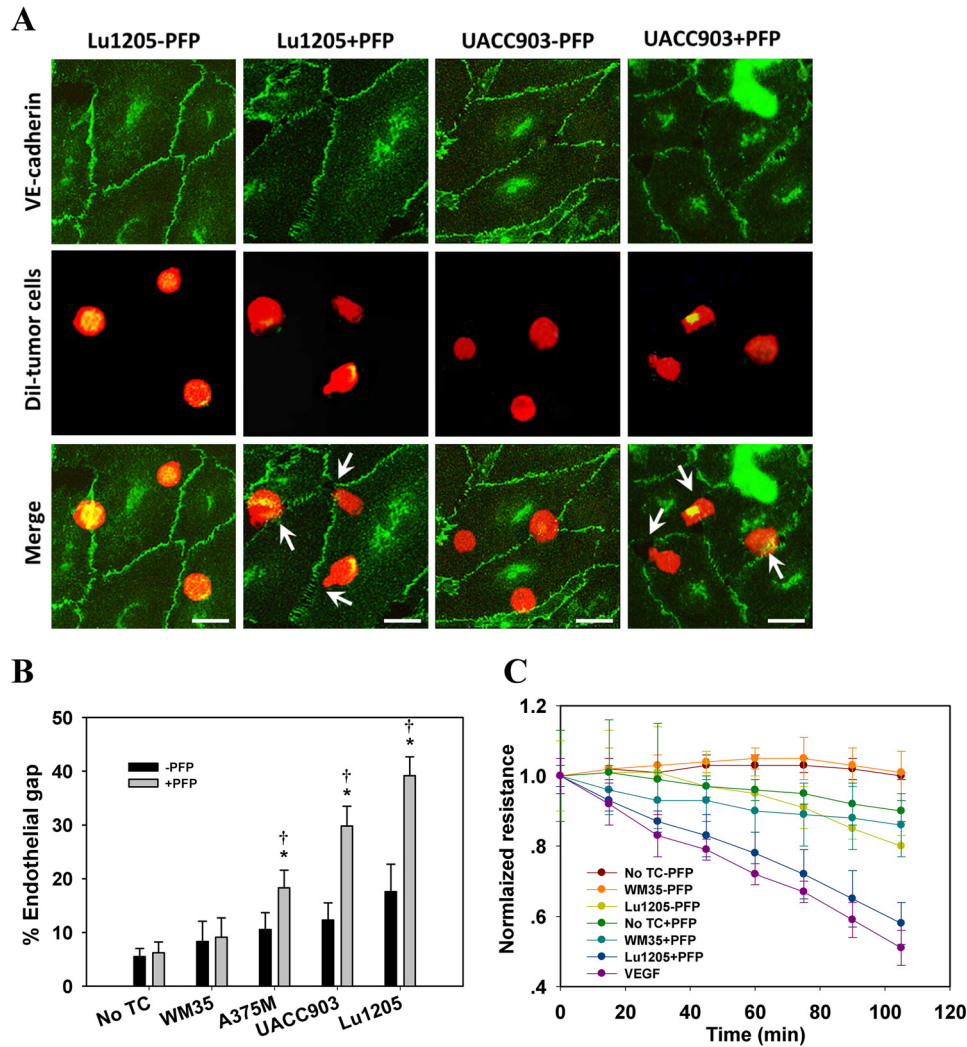 A
Lu1205-PFP Lu1205+PFP UACC903-PFP UACC903+PFP
VE-cadherin
DiI-tumor cells
Merge
B
% Endothelial gap
50
40
30
20
10
0
-PFP
+PFP
†
*
†
*
†
*
No TC WM35 A375M UACC903 Lu1205
C
Normlaized resistance
1.2
1.0
.8
.6
.4
No TC-PFP
WM35-PFP
Lu1205-PFP
No TC+PFP
WM35+PFP
Lu1205+PFP
VEGF
0 20 40 60 80 100 120
Time (min)